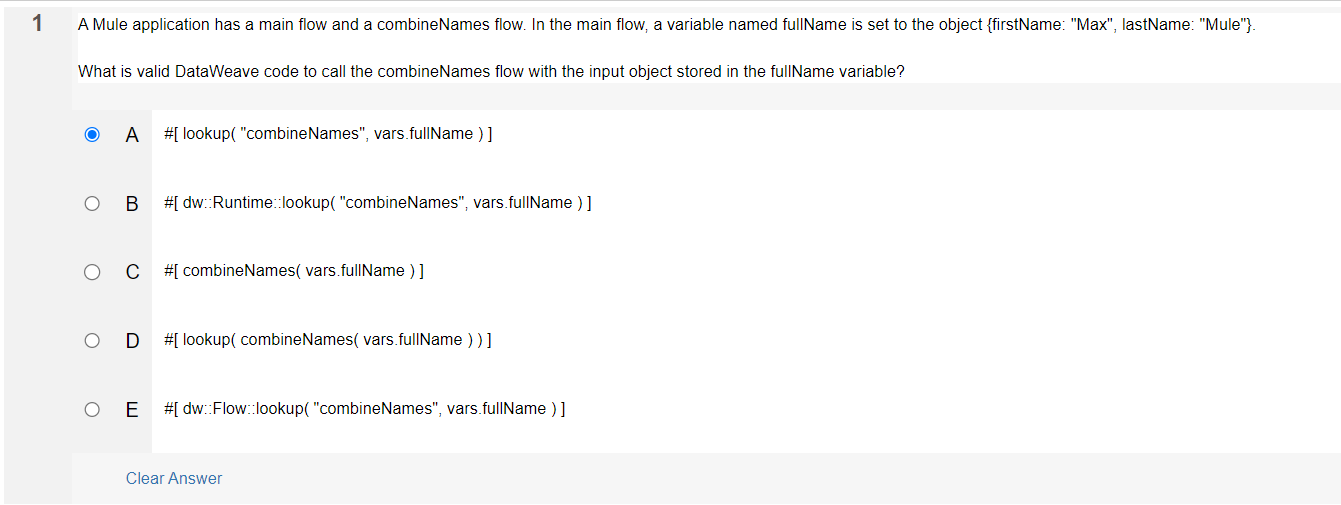 1
A Mule application has a main flow and a combineNames flow. In the main flow, a variable named fullName is set to the object {firstName: "Max", lastName: "Mule"}.
What is valid DataWeave code to call the combineNames flow with the input object stored in the fullName variable?
A #[ lookup( "combineNames", vars.fullName ) ]
B #[ dw::Runtime::lookup( "combineNames", vars.fullName ) ]
C #[ combineNames( vars.fullName ) ]
D #[ lookup( combineNames( vars.fullName ) ) ]
E #[ dw::Flow::lookup( "combineNames", vars.fullName ) ]
Clear Answer